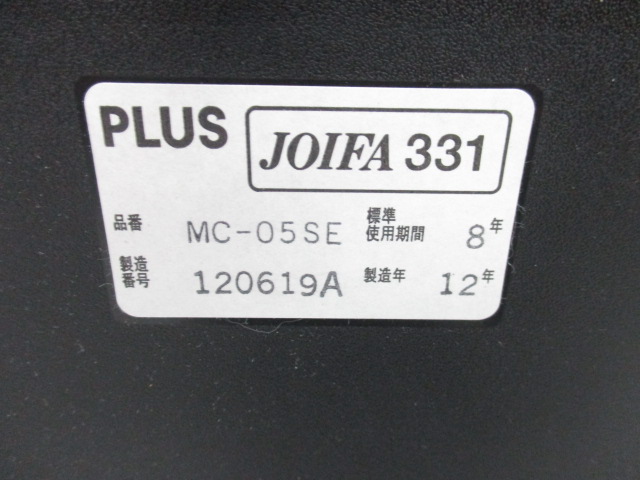 PLUS JOIFA 331
品番 MC-05SE 標準使用期間 8年
製造番号 120619A 製造年 12年